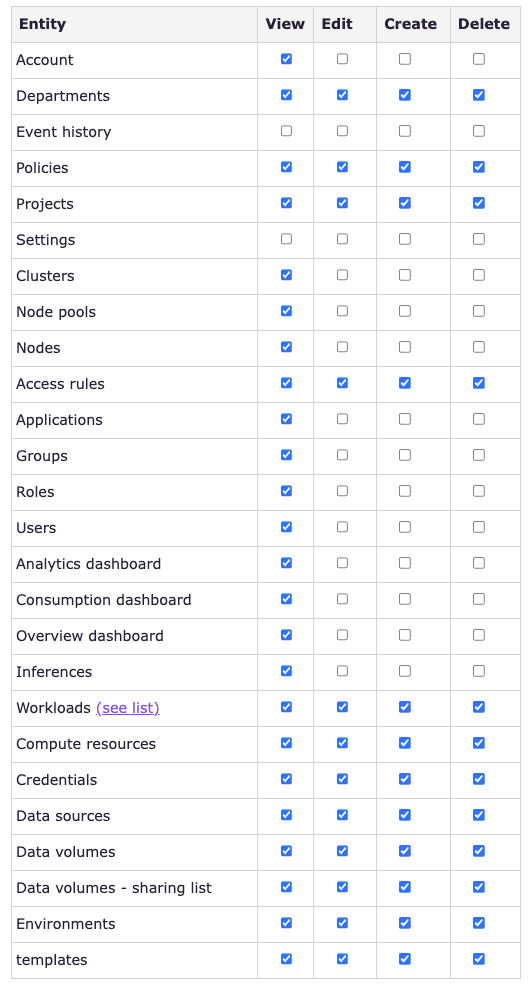 Entity View Edit Create Delete
Account
Departments
Event history
Policies
Projects
Settings
Clusters
Node pools
Nodes
Access rules
Applications
Groups
Roles
Users
Analytics dashboard
Consumption dashboard
Overview dashboard
Inferences
Workloads (see list)
Compute resources
Credentials
Data sources
Data volumes
Data volumes - sharing list
Environments
templates